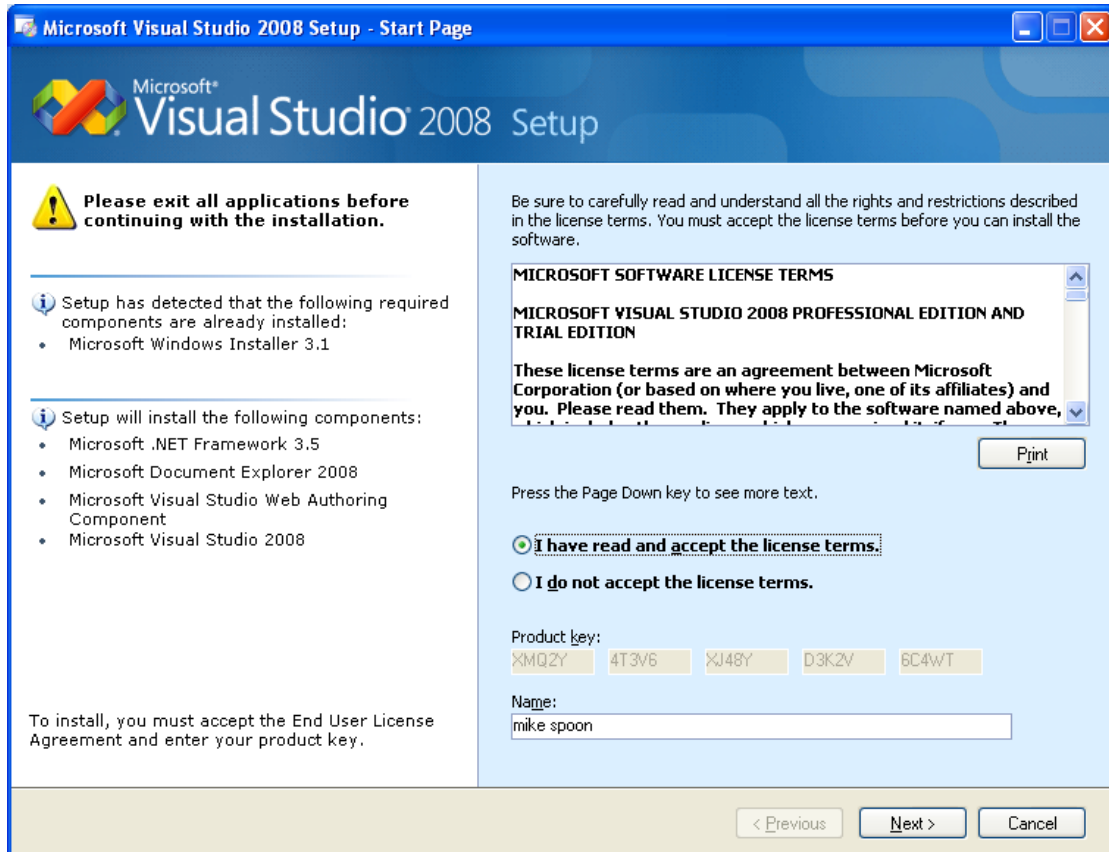 Microsoft Visual Studio 2008 Setup - Start Page
Microsoft®
Visual Studio® 2008 Setup
Please exit all applications before
continuing with the installation.
Setup has detected that the following required
components are already installed:
• Microsoft Windows Installer 3.1
Setup will install the following components:
• Microsoft .NET Framework 3.5
• Microsoft Document Explorer 2008
• Microsoft Visual Studio Web Authoring
Component
• Microsoft Visual Studio 2008
To install, you must accept the End User License
Agreement and enter your product key.
Be sure to carefully read and understand all the rights and restrictions described
in the license terms. You must accept the license terms before you can install the
software.
MICROSOFT SOFTWARE LICENSE TERMS
MICROSOFT VISUAL STUDIO 2008 PROFESSIONAL EDITION AND
TRIAL EDITION
These license terms are an agreement between Microsoft
Corporation (or based on where you live, one of its affiliates) and
you. Please read them. They apply to the software named above,
Print
Press the Page Down key to see more text.
I have read and accept the license terms.
I do not accept the license terms.
Product key:
XMQ2Y 4T3V6 XJ48Y D3K2V 6C4WT
Name:
mike spoon
< Previous Next > Cancel